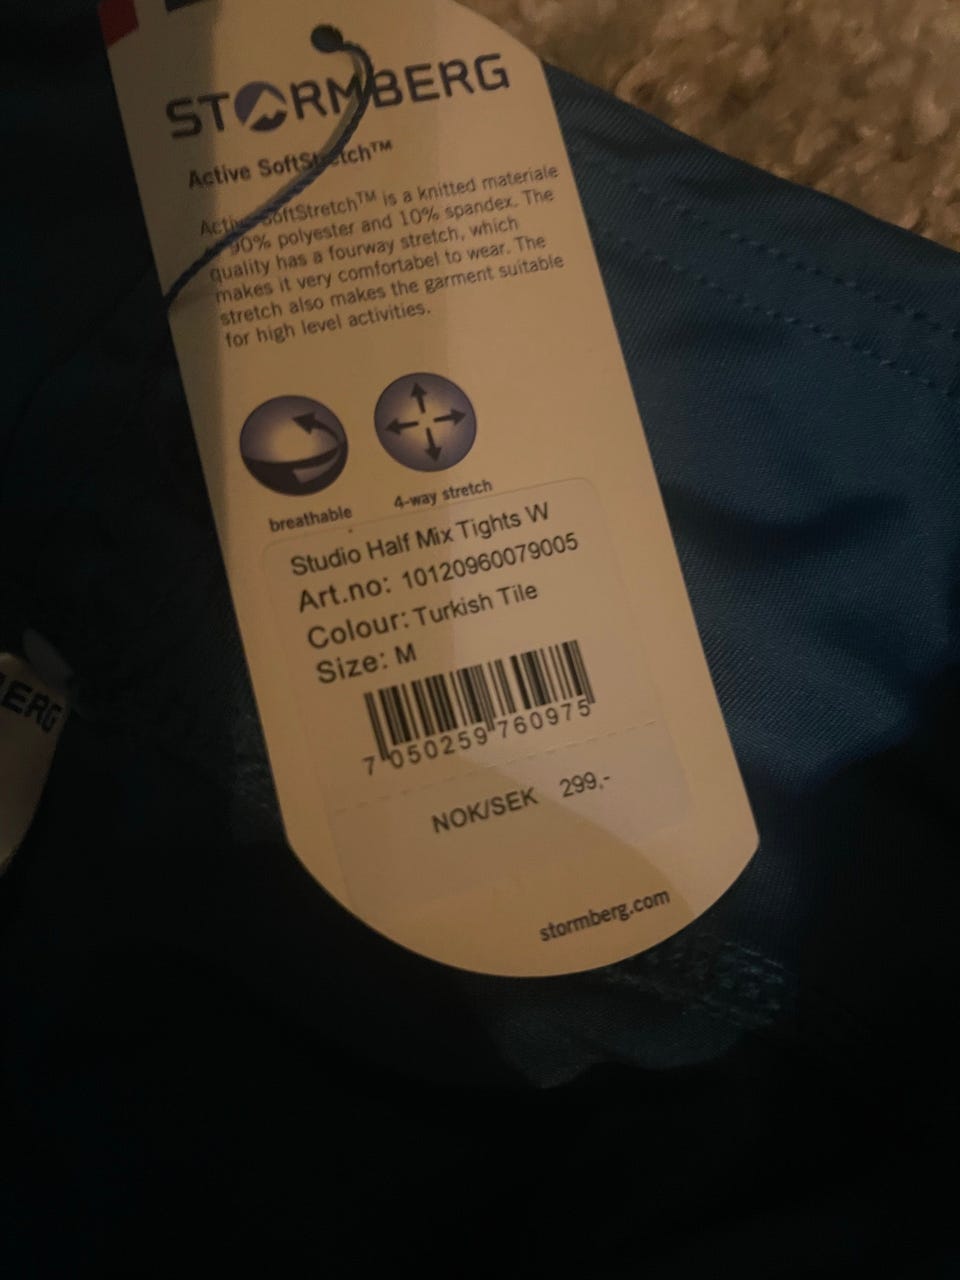 STORMBERG
Active SoftStretch™
Active SoftStretch™ is a knitted materiale
90% polyester and 10% spandex. The
quality has a fourway stretch, which
makes it very comfortabel to wear. The
stretch also makes the garment suitable
for high level activities.
breathable
4-way stretch
Studio Half Mix Tights W
Art.no: 10120960079005
Colour: Turkish Tile
Size: M
7 050259 760975
NOK/SEK 299,-
stormberg.com
ERG